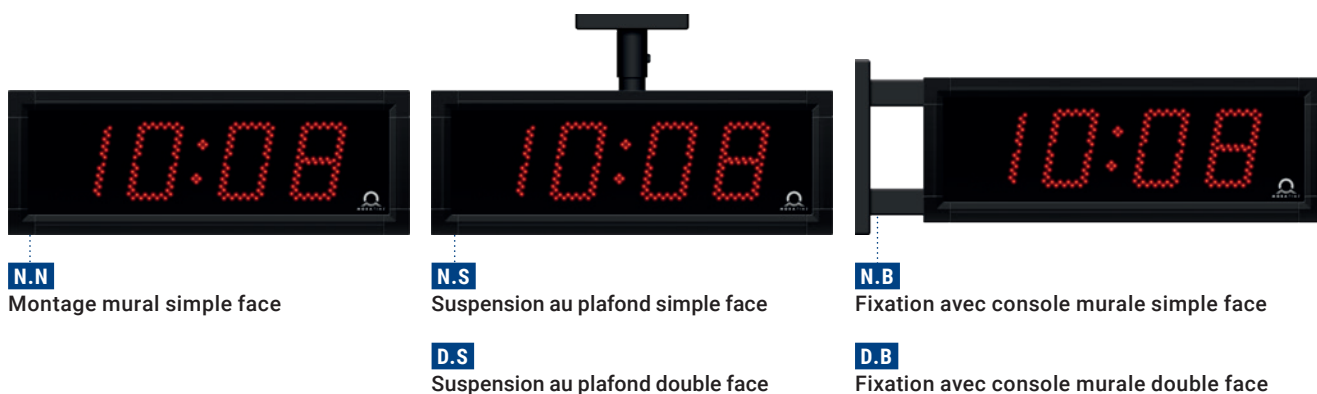 10:08
10:08
10:08
N.N
Montage mural simple face
N.S
Suspension au plafond simple face
D.S
Suspension au plafond double face
N.B
Fixation avec console murale simple face
D.B
Fixation avec console murale double face